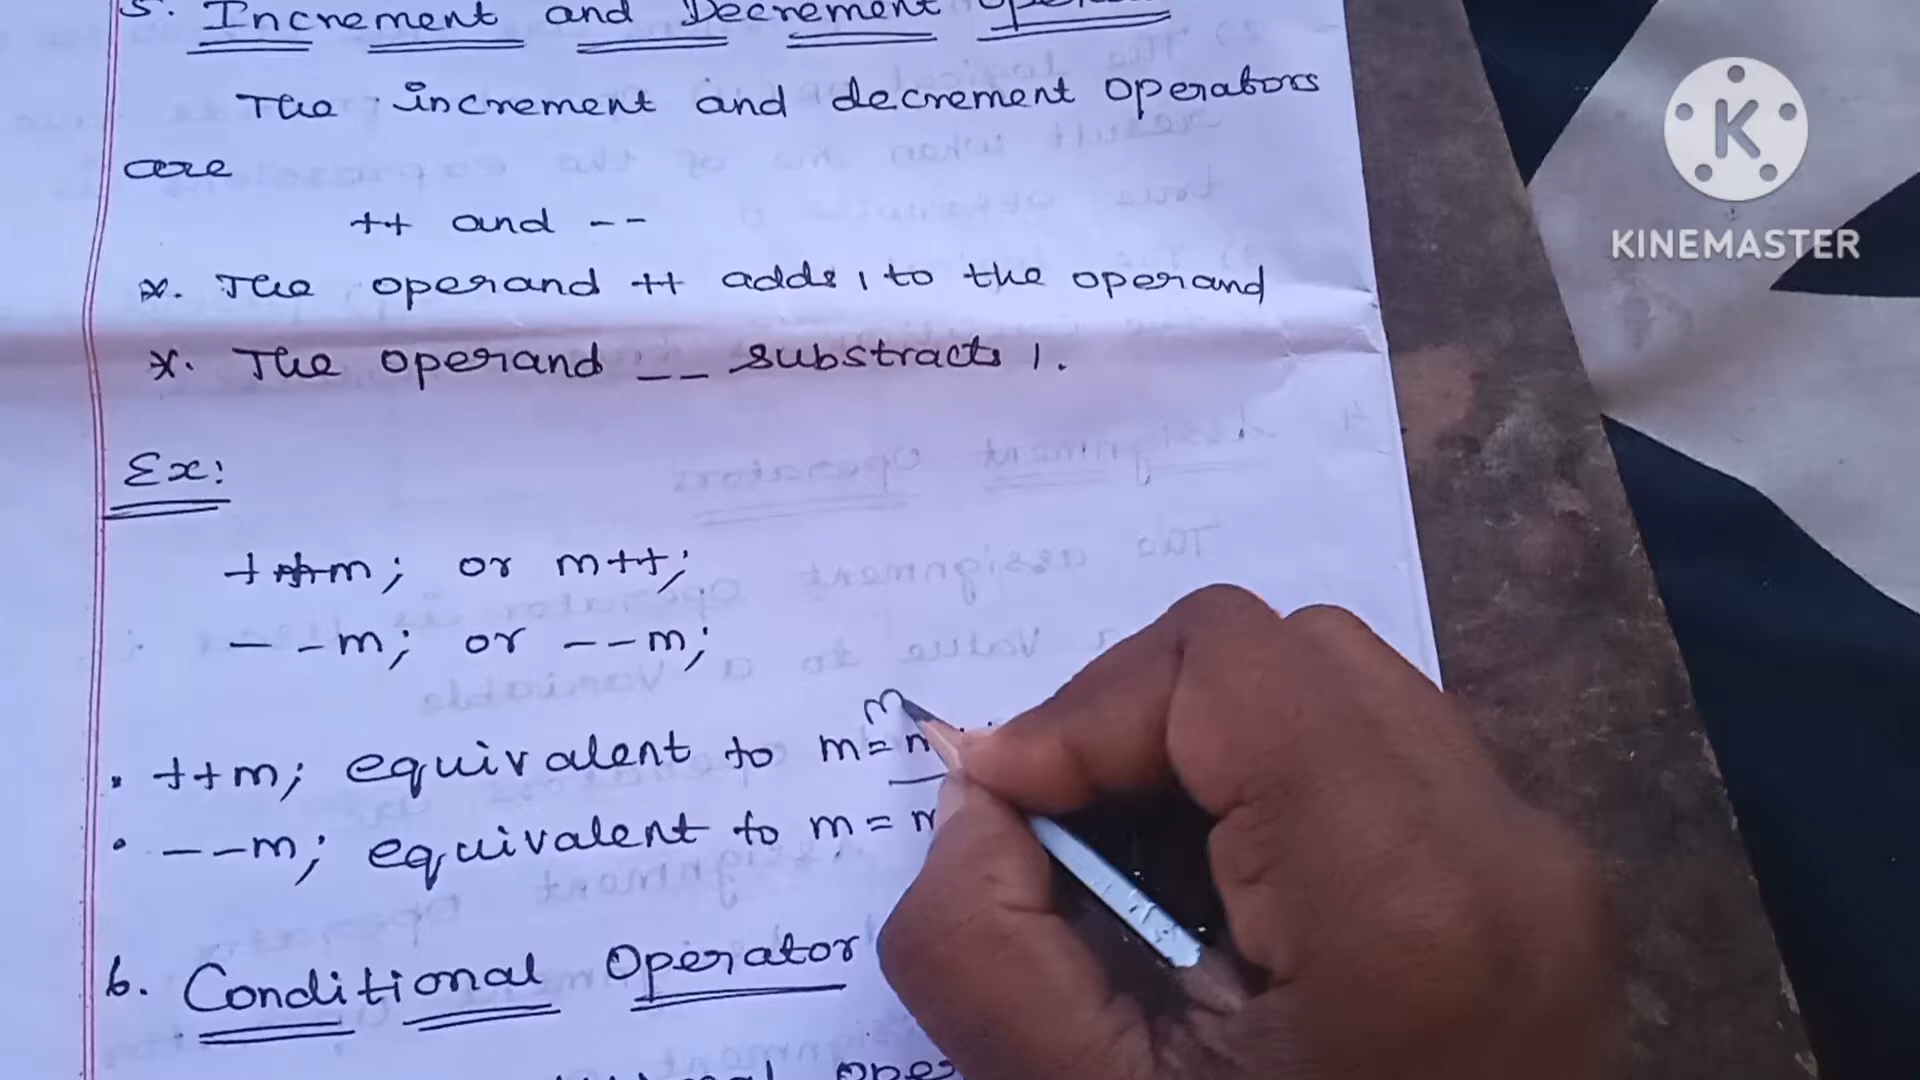 5. Increment and Decrement
The increment and decrement operators
are
++ and --
*. The operand ++ adds 1 to the operand
*. The operand -- substracts 1.
Ex:
++m; or m++;
--m; or --m;
m
. ++m; equivalent to m=m
. --m; equivalent to m = m
6. Conditional Operator
K
KINEMASTER